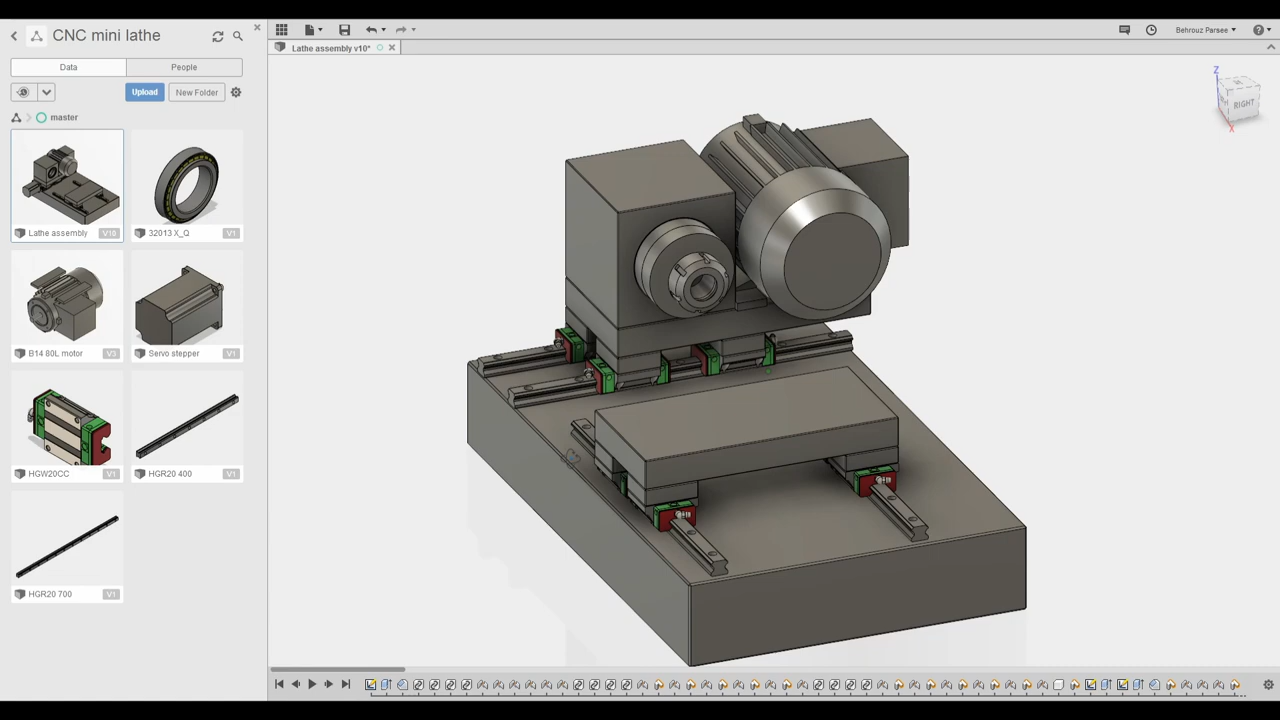 CNC mini lathe
Data
People
Upload
New Folder
master
Lathe assembly
V10
32013 X_Q
V1
B14 80L motor
V3
Servo stepper
V1
HGW20CC
V1
HGR20 400
V1
HGR20 700
V1
Behrouz Parsee
Lathe assembly v10*
Z
RIGHT
X